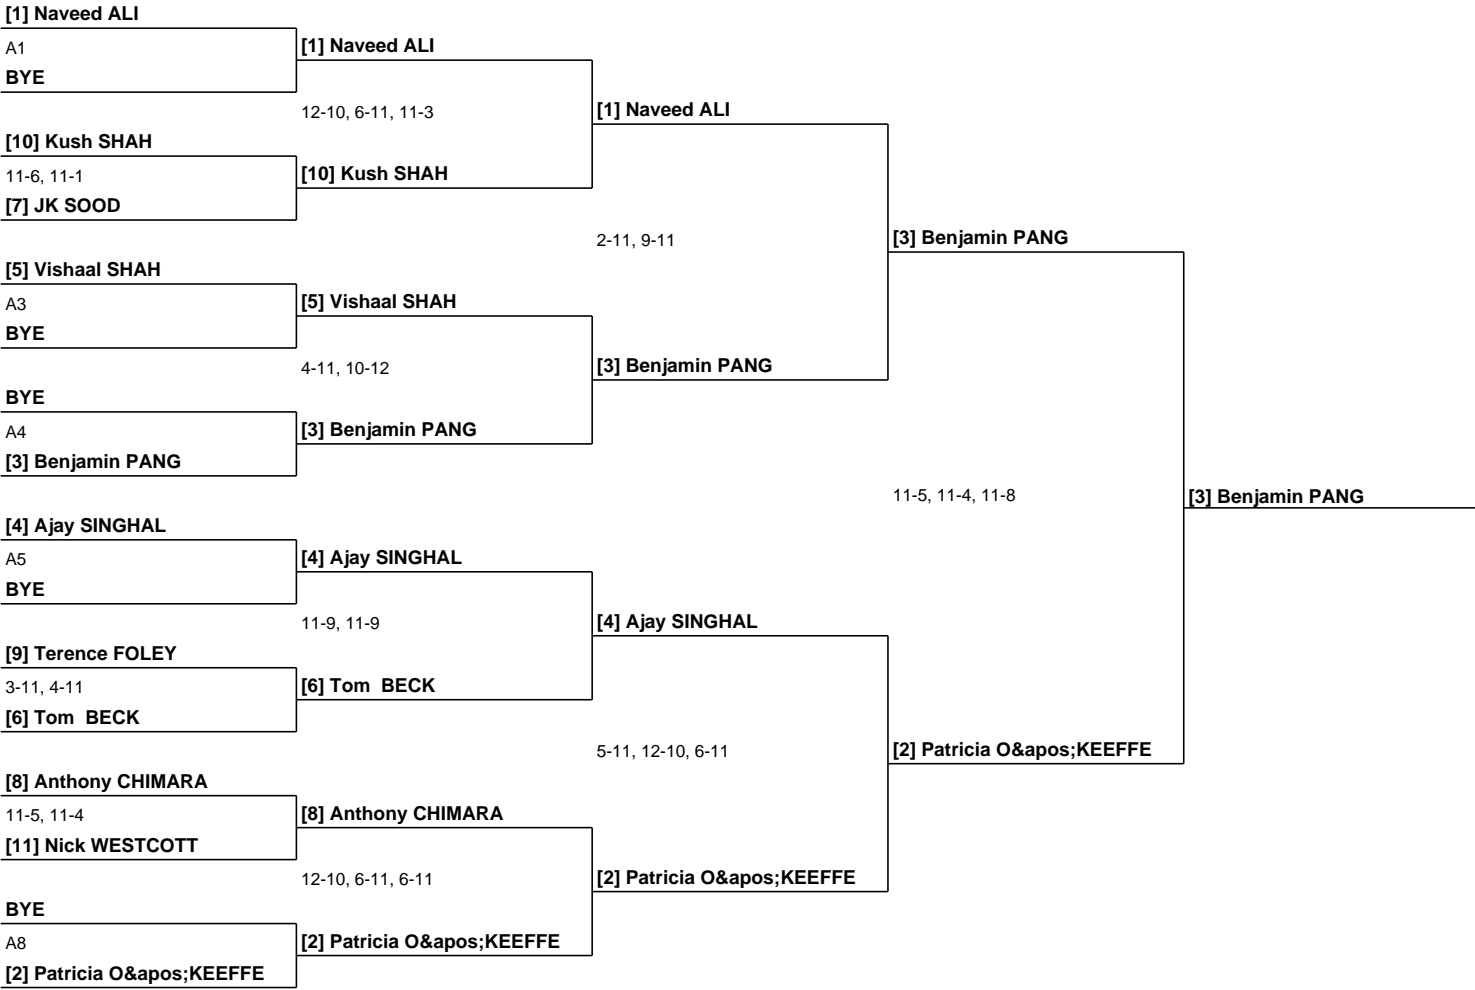 [1] Naveed ALI
A1
BYE
[1] Naveed ALI
12-10, 6-11, 11-3
[1] Naveed ALI
[10] Kush SHAH
11-6, 11-1
[7] JK SOOD
[10] Kush SHAH
2-11, 9-11
[3] Benjamin PANG
[5] Vishaal SHAH
A3
BYE
[5] Vishaal SHAH
4-11, 10-12
[3] Benjamin PANG
BYE
A4
[3] Benjamin PANG
[3] Benjamin PANG
11-5, 11-4, 11-8
[3] Benjamin PANG
[4] Ajay SINGHAL
A5
BYE
[4] Ajay SINGHAL
11-9, 11-9
[4] Ajay SINGHAL
[9] Terence FOLEY
3-11, 4-11
[6] Tom  BECK
[6] Tom  BECK
5-11, 12-10, 6-11
[2] Patricia O&apos;KEEFFE
[8] Anthony CHIMARA
11-5, 11-4
[11] Nick WESTCOTT
[8] Anthony CHIMARA
12-10, 6-11, 6-11
[2] Patricia O&apos;KEEFFE
BYE
A8
[2] Patricia O&apos;KEEFFE
[2] Patricia O&apos;KEEFFE